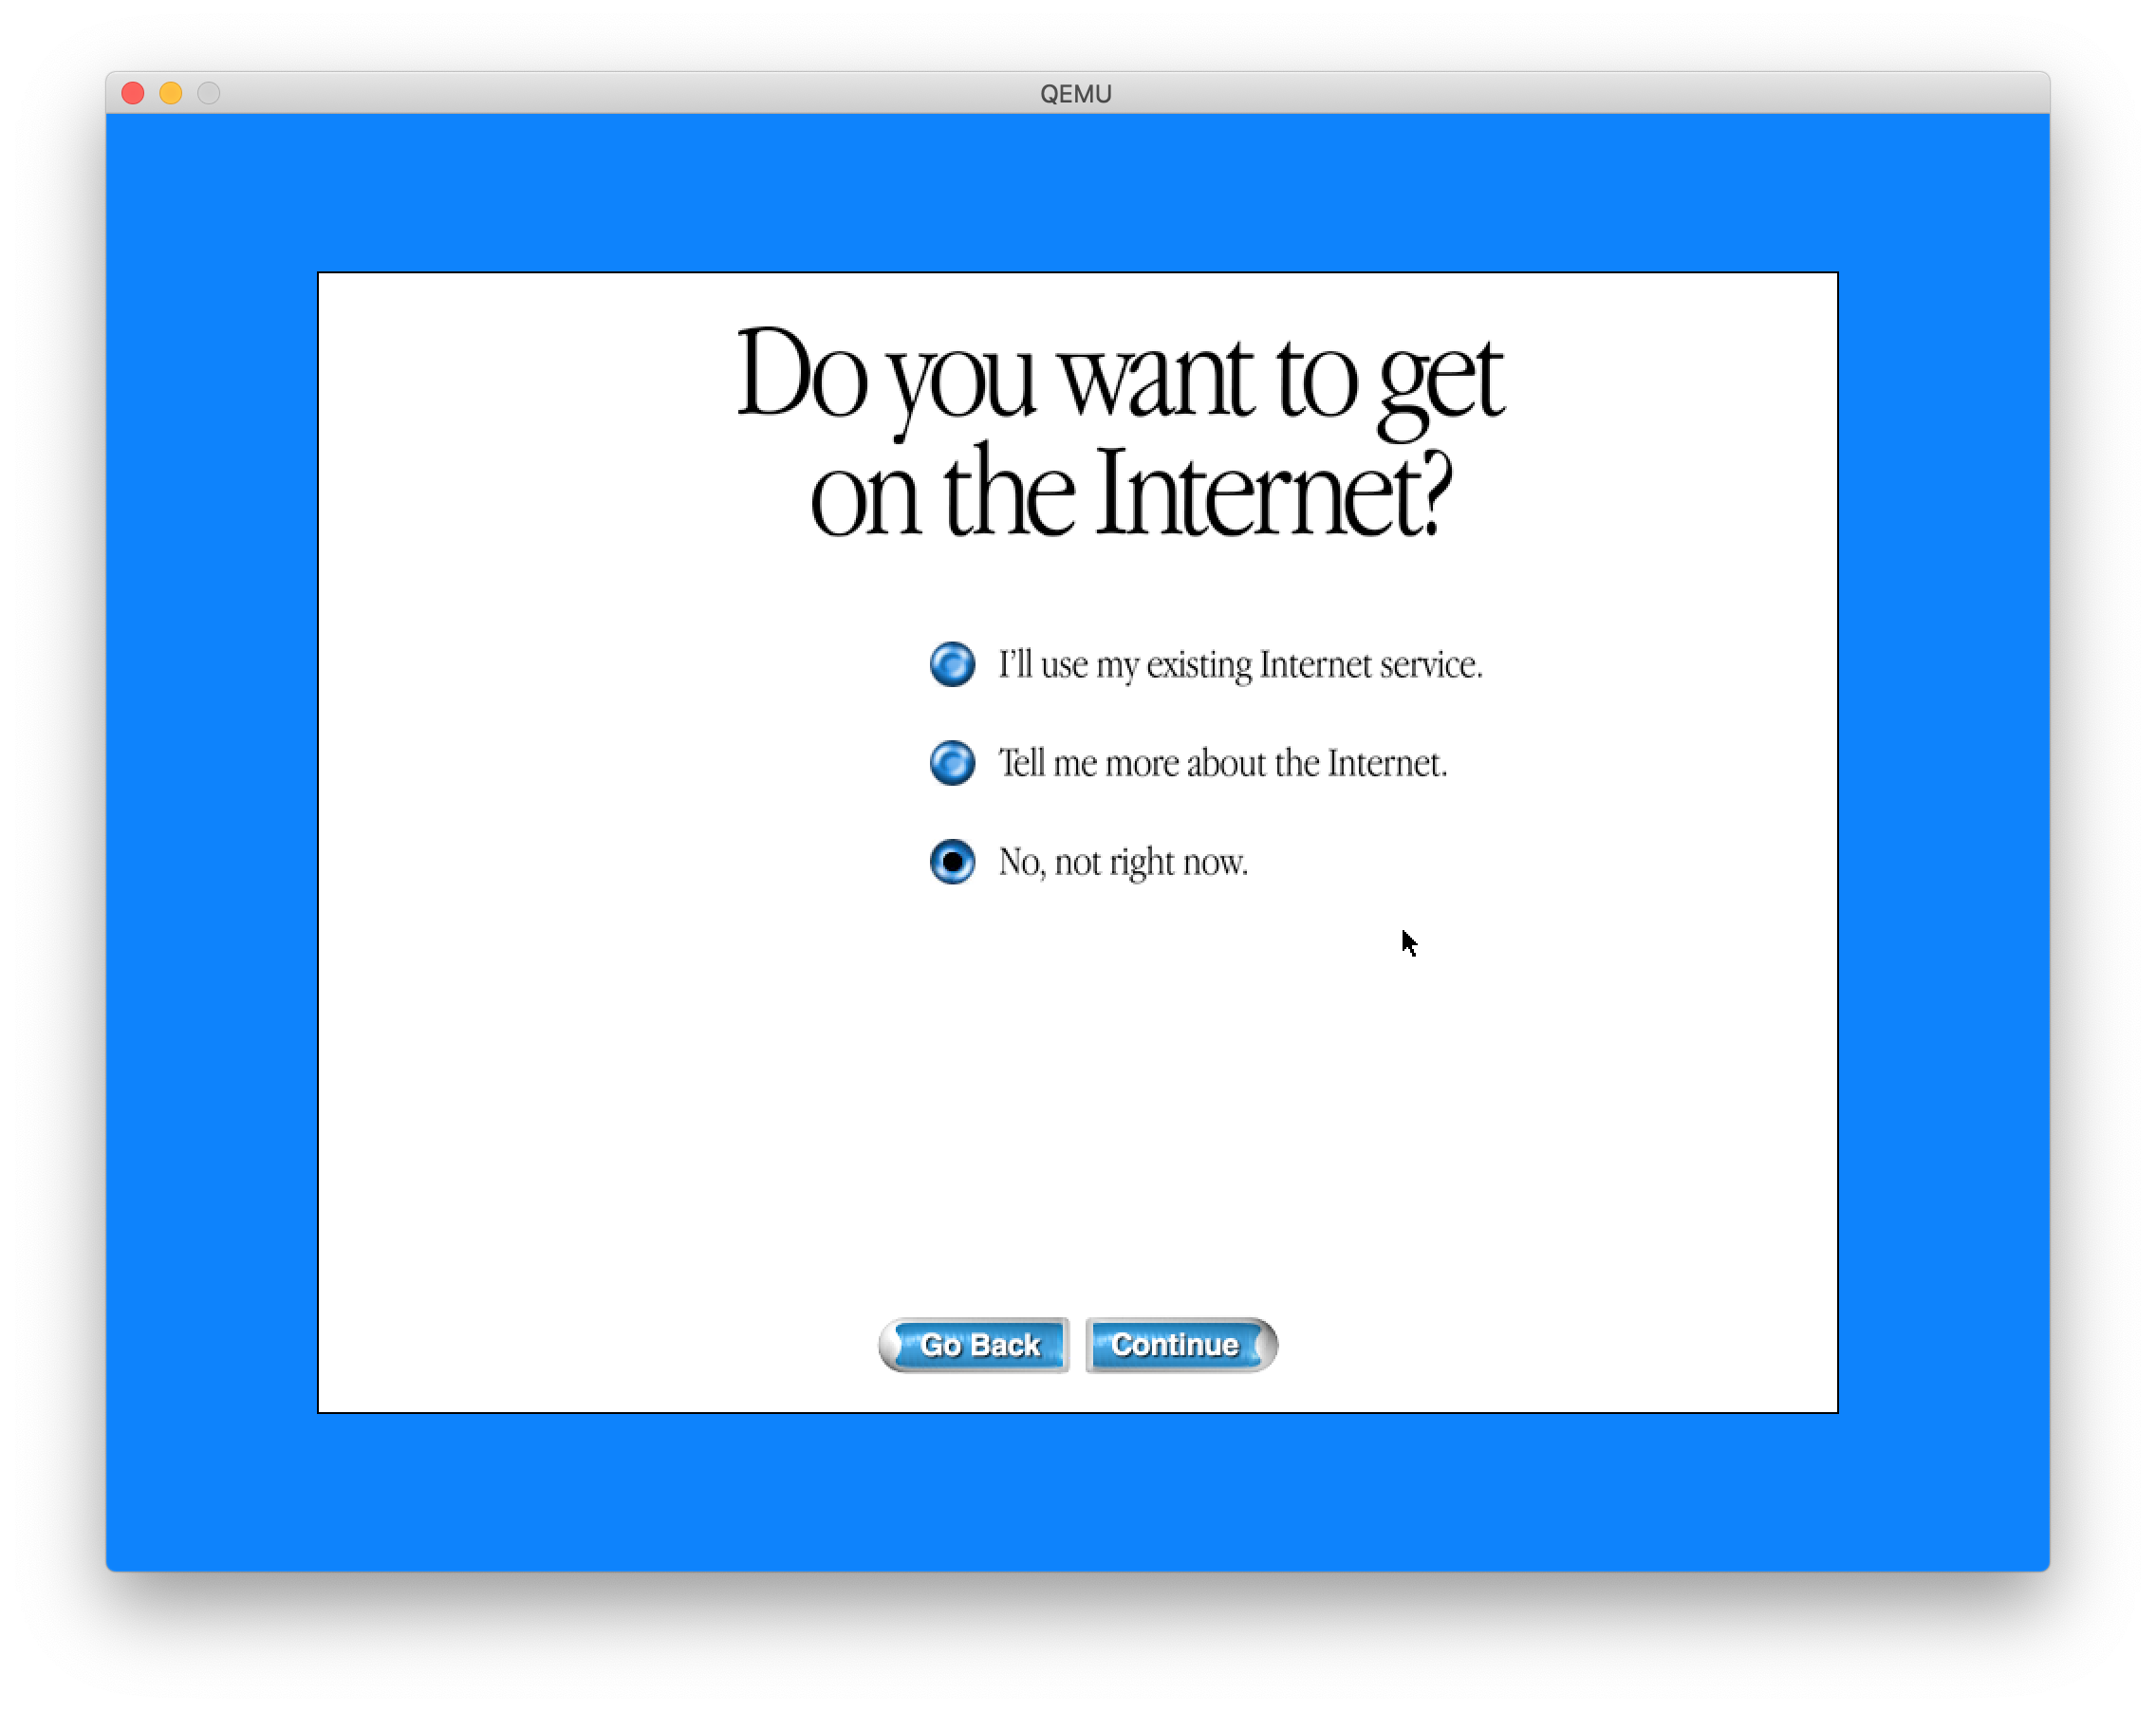 QEMU
Do you want to get
on the Internet?
I’ll use my existing Internet service.
Tell me more about the Internet.
No, not right now.
Go Back
Continue